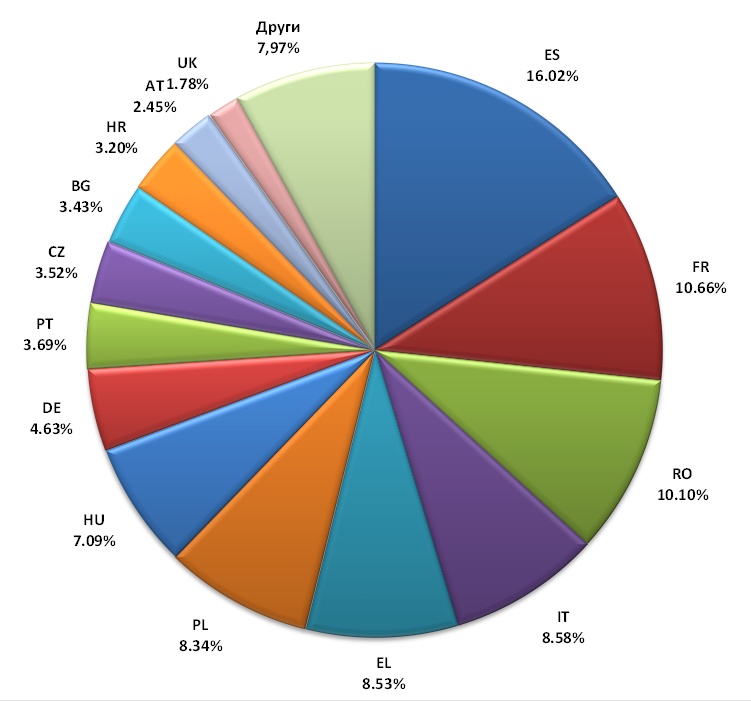 ES
16.02%
FR
10.66%
RO
10.10%
IT
8.58%
EL
8.53%
PL
8.34%
HU
7.09%
DE
4.63%
PT
3.69%
CZ
3.52%
BG
3.43%
HR
3.20%
AT
2.45%
UK
1.78%
Други
7,97%